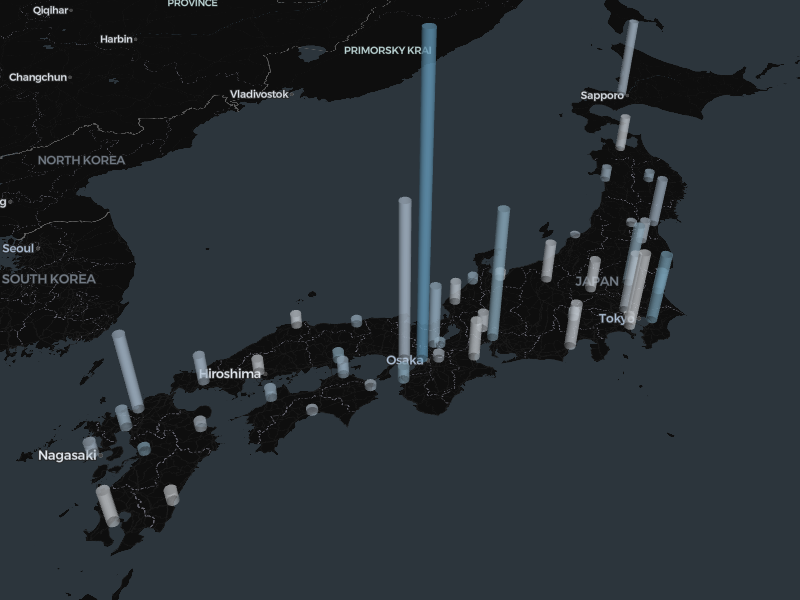 PROVINCE
Qiqihar
Harbin
PRIMORSKY KRAI
Changchun
Vladivostok
Sapporo
NORTH KOREA
g
Seoul
SOUTH KOREA
JAPAN
Tokyo
Osaka
Hiroshima
Nagasaki